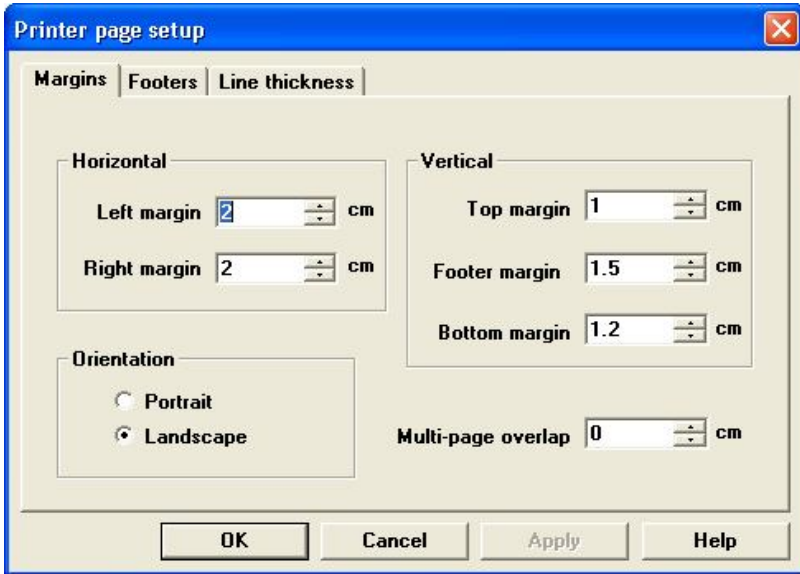 Printer page setup
Margins Footers Line thickness
Horizontal
Left margin 2 cm
Right margin 2 cm
Vertical
Top margin 1 cm
Footer margin 1.5 cm
Bottom margin 1.2 cm
Orientation
Portrait
Landscape
Multi-page overlap 0 cm
OK Cancel Apply Help